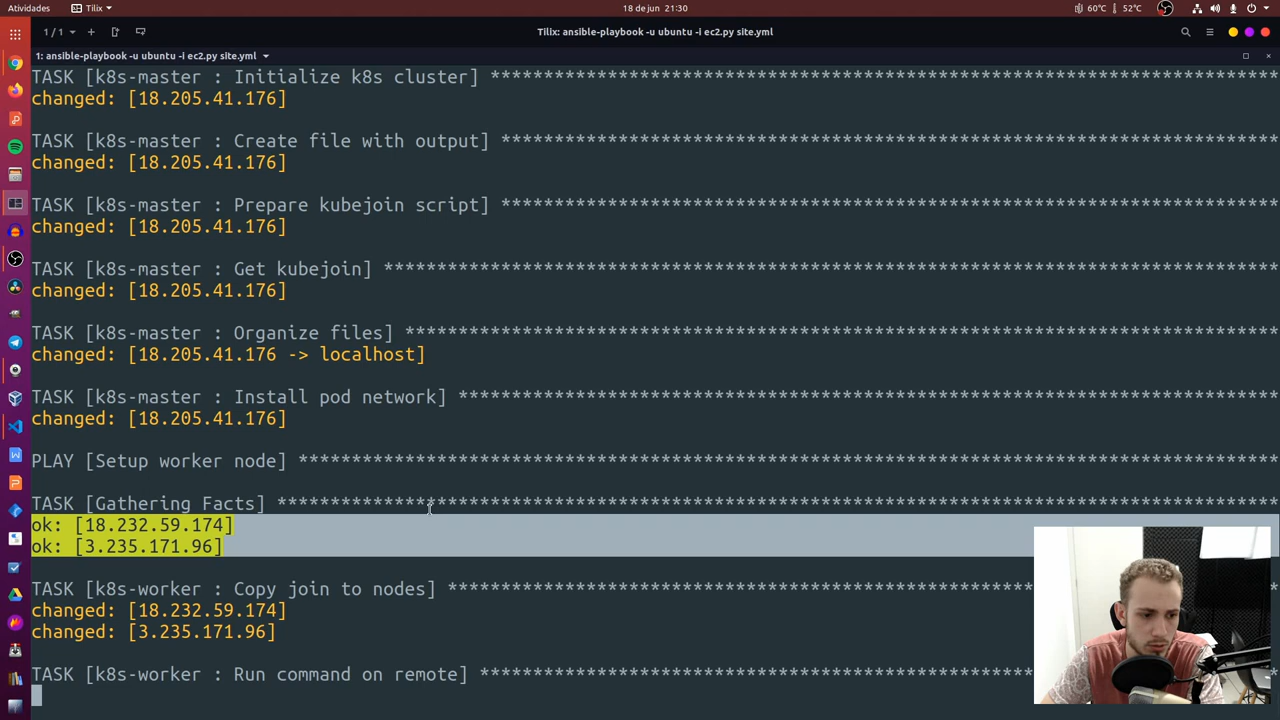 Atividades
Tilix
18 de jun 21:30
60°C
52°C
1 / 1
Tilix: ansible-playbook -u ubuntu -i ec2.py site.yml
1: ansible-playbook -u ubuntu -i ec2.py site.yml
TASK [k8s-master : Initialize k8s cluster] **************************************************************************
changed: [18.205.41.176]
TASK [k8s-master : Create file with output] *************************************************************************
changed: [18.205.41.176]
TASK [k8s-master : Prepare kubejoin script] *************************************************************************
changed: [18.205.41.176]
TASK [k8s-master : Get kubejoin] ************************************************************************************
changed: [18.205.41.176]
TASK [k8s-master : Organize files] **********************************************************************************
changed: [18.205.41.176 -> localhost]
TASK [k8s-master : Install pod network] *****************************************************************************
changed: [18.205.41.176]
PLAY [Setup worker node] ********************************************************************************************
TASK [Gathering Facts] **********************************************************************************************
ok: [18.232.59.174]
ok: [3.235.171.96]
TASK [k8s-worker : Copy join to nodes] *******************************************************
changed: [18.232.59.174]
changed: [3.235.171.96]
TASK [k8s-worker : Run command on remote] ****************************************************